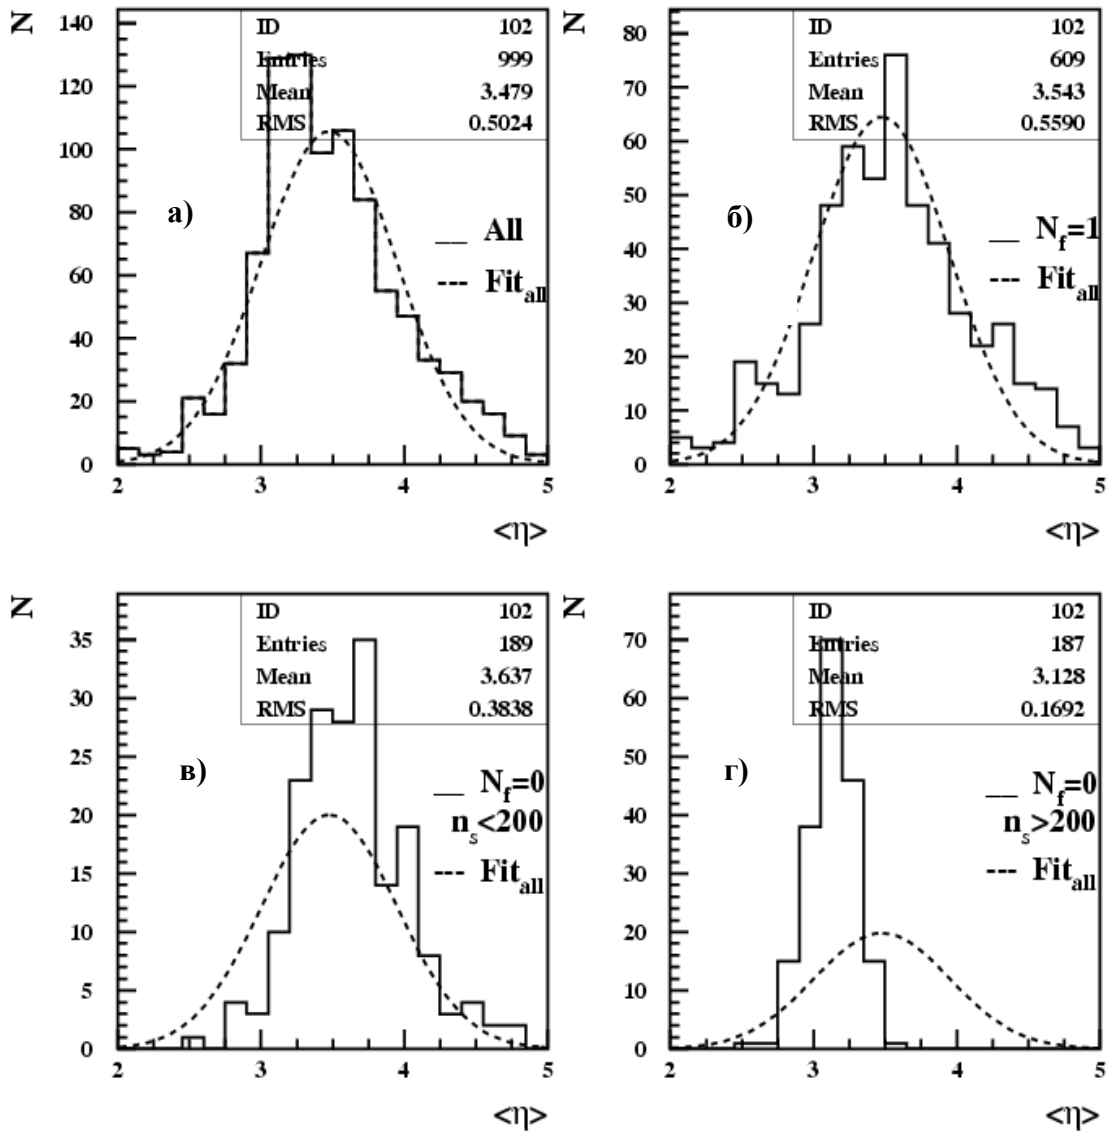 N
ID 102
Entries 999
Mean 3.479
RMS 0.5024
140
120
100
80
60
40
20
0
а)
All
Fit_all
2 3 4 5
<η>
N
ID 102
Entries 609
Mean 3.543
RMS 0.5590
80
70
60
50
40
30
20
10
0
б)
N_f=1
Fit_all
2 3 4 5
<η>
N
ID 102
Entries 189
Mean 3.637
RMS 0.3838
35
30
25
20
15
10
5
0
в)
N_f=0
n_s<200
Fit_all
2 3 4 5
<η>
N
ID 102
Entries 187
Mean 3.128
RMS 0.1692
70
60
50
40
30
20
10
0
г)
N_f=0
n_s>200
Fit_all
2 3 4 5
<η>